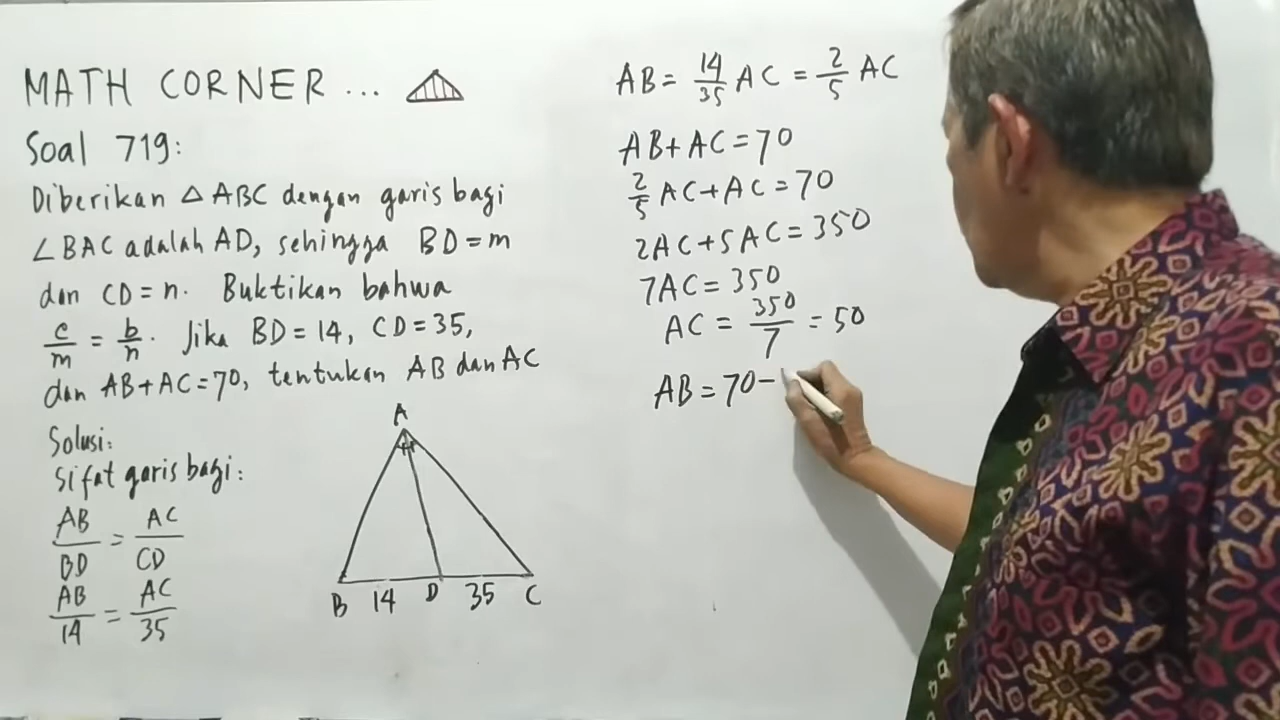 MATH CORNER ...
Soal 719:
Diberikan △ ABC dengan garis bagi
∠ BAC adalah AD, sehingga BD = m
dan CD = n. Buktikan bahwa
c/m = b/n. Jika BD = 14, CD = 35,
dan AB + AC = 70, tentukan AB dan AC
Solusi:
Sifat garis bagi:
AB/BD = AC/CD
AB/14 = AC/35
A
B 14 D 35 C
AB = 14/35 AC = 2/5 AC
AB + AC = 70
2/5 AC + AC = 70
2AC + 5AC = 350
7AC = 350
AC = 350/7 = 50
AB = 70 -